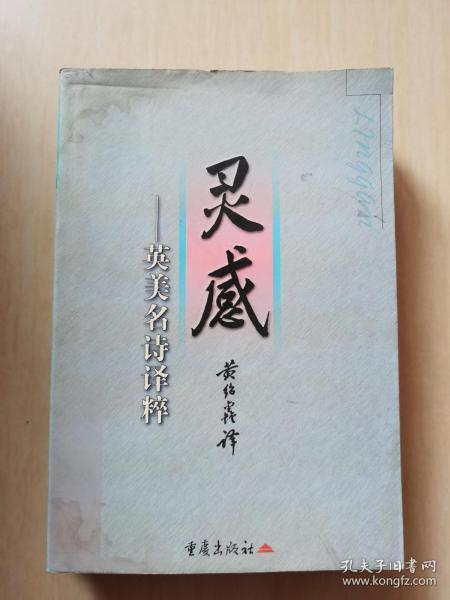 Linggan
灵感
——英美名诗译粹
黄绍鑫译
重庆出版社
孔夫子旧书网
www.kongfz.com